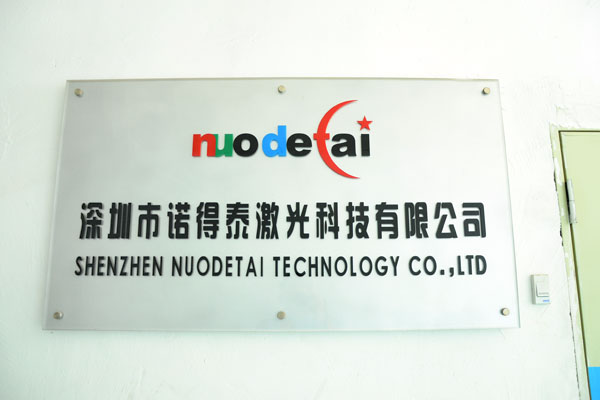 nuodetai
深圳市诺得泰激光科技有限公司
SHENZHEN NUODETAI TECHNOLOGY CO.,LTD